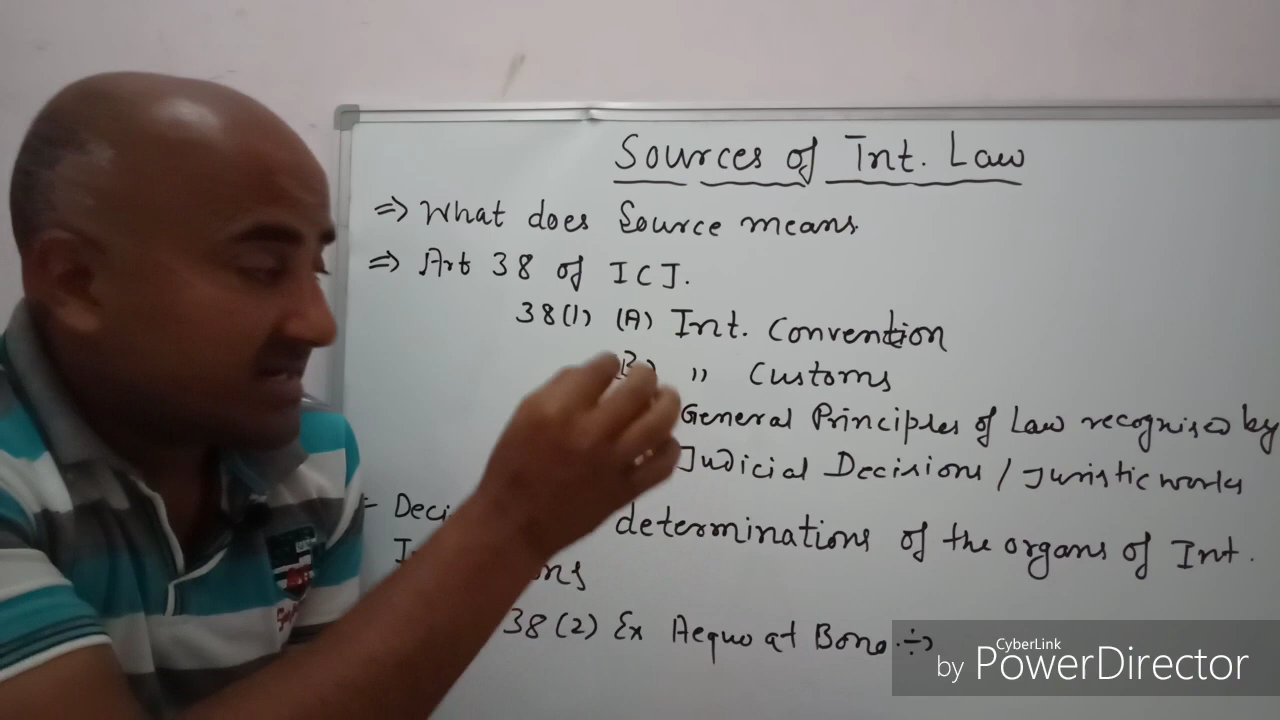 Sources of Int. Law
=> What does Source means.
=> Art 38 of ICJ.
38(1) (A) Int. Convention
(B) " Customs
General Principles of Law recognised by
Judicial Decisions / Juristic works
determinations of the organs of Int.
38 (2) Ex Aequo at Bono :-
CyberLink
by PowerDirector